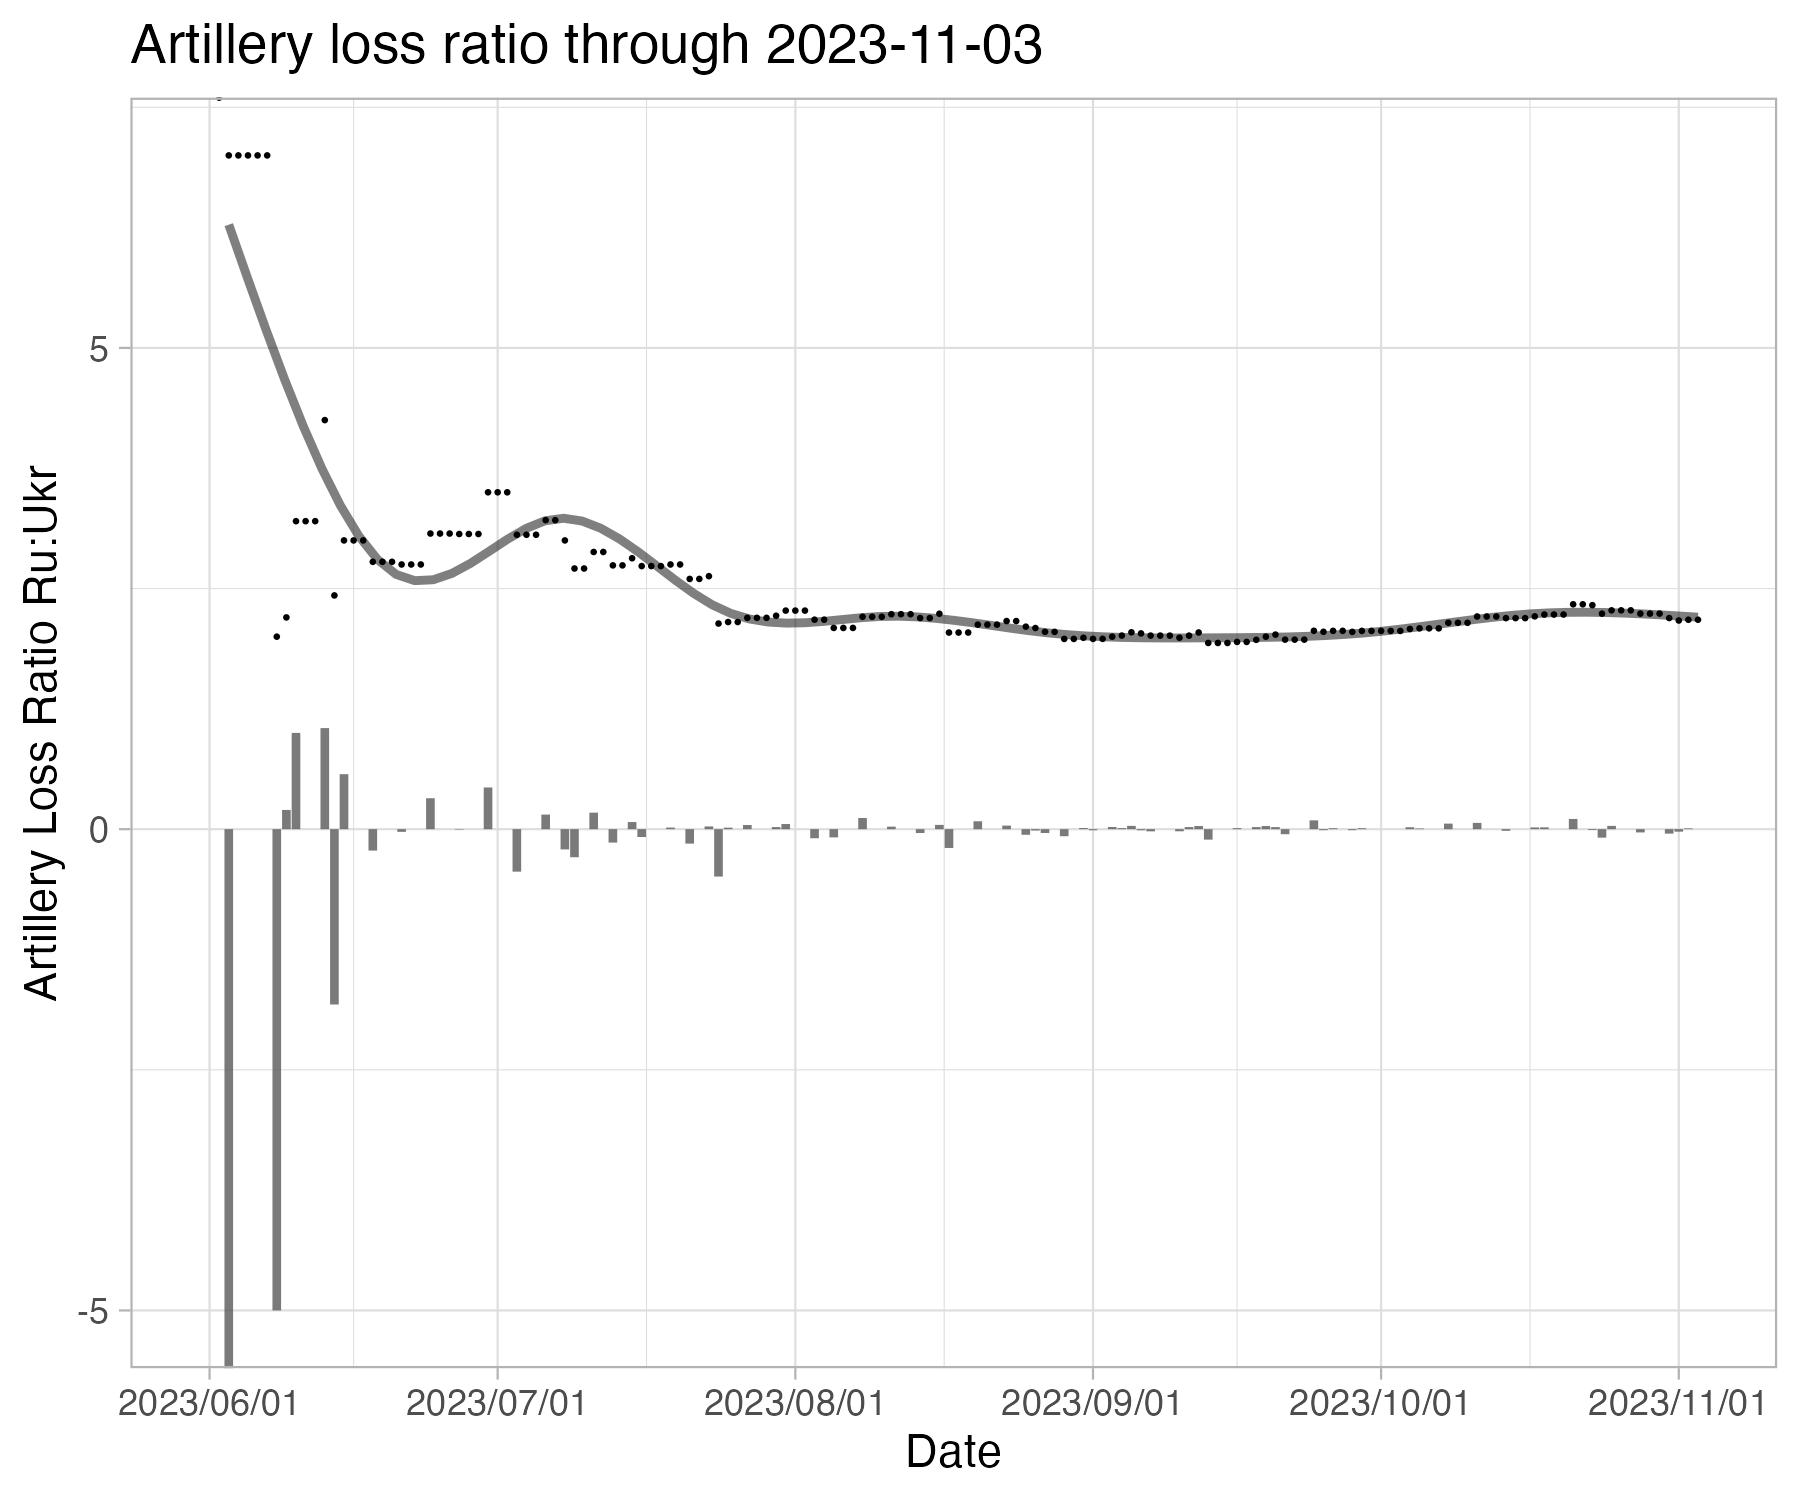 Artillery loss ratio through 2023-11-03
Artillery Loss Ratio Ru:Ukr
5
0
-5
2023/06/01 2023/07/01 2023/08/01 2023/09/01 2023/10/01 2023/11/01
Date